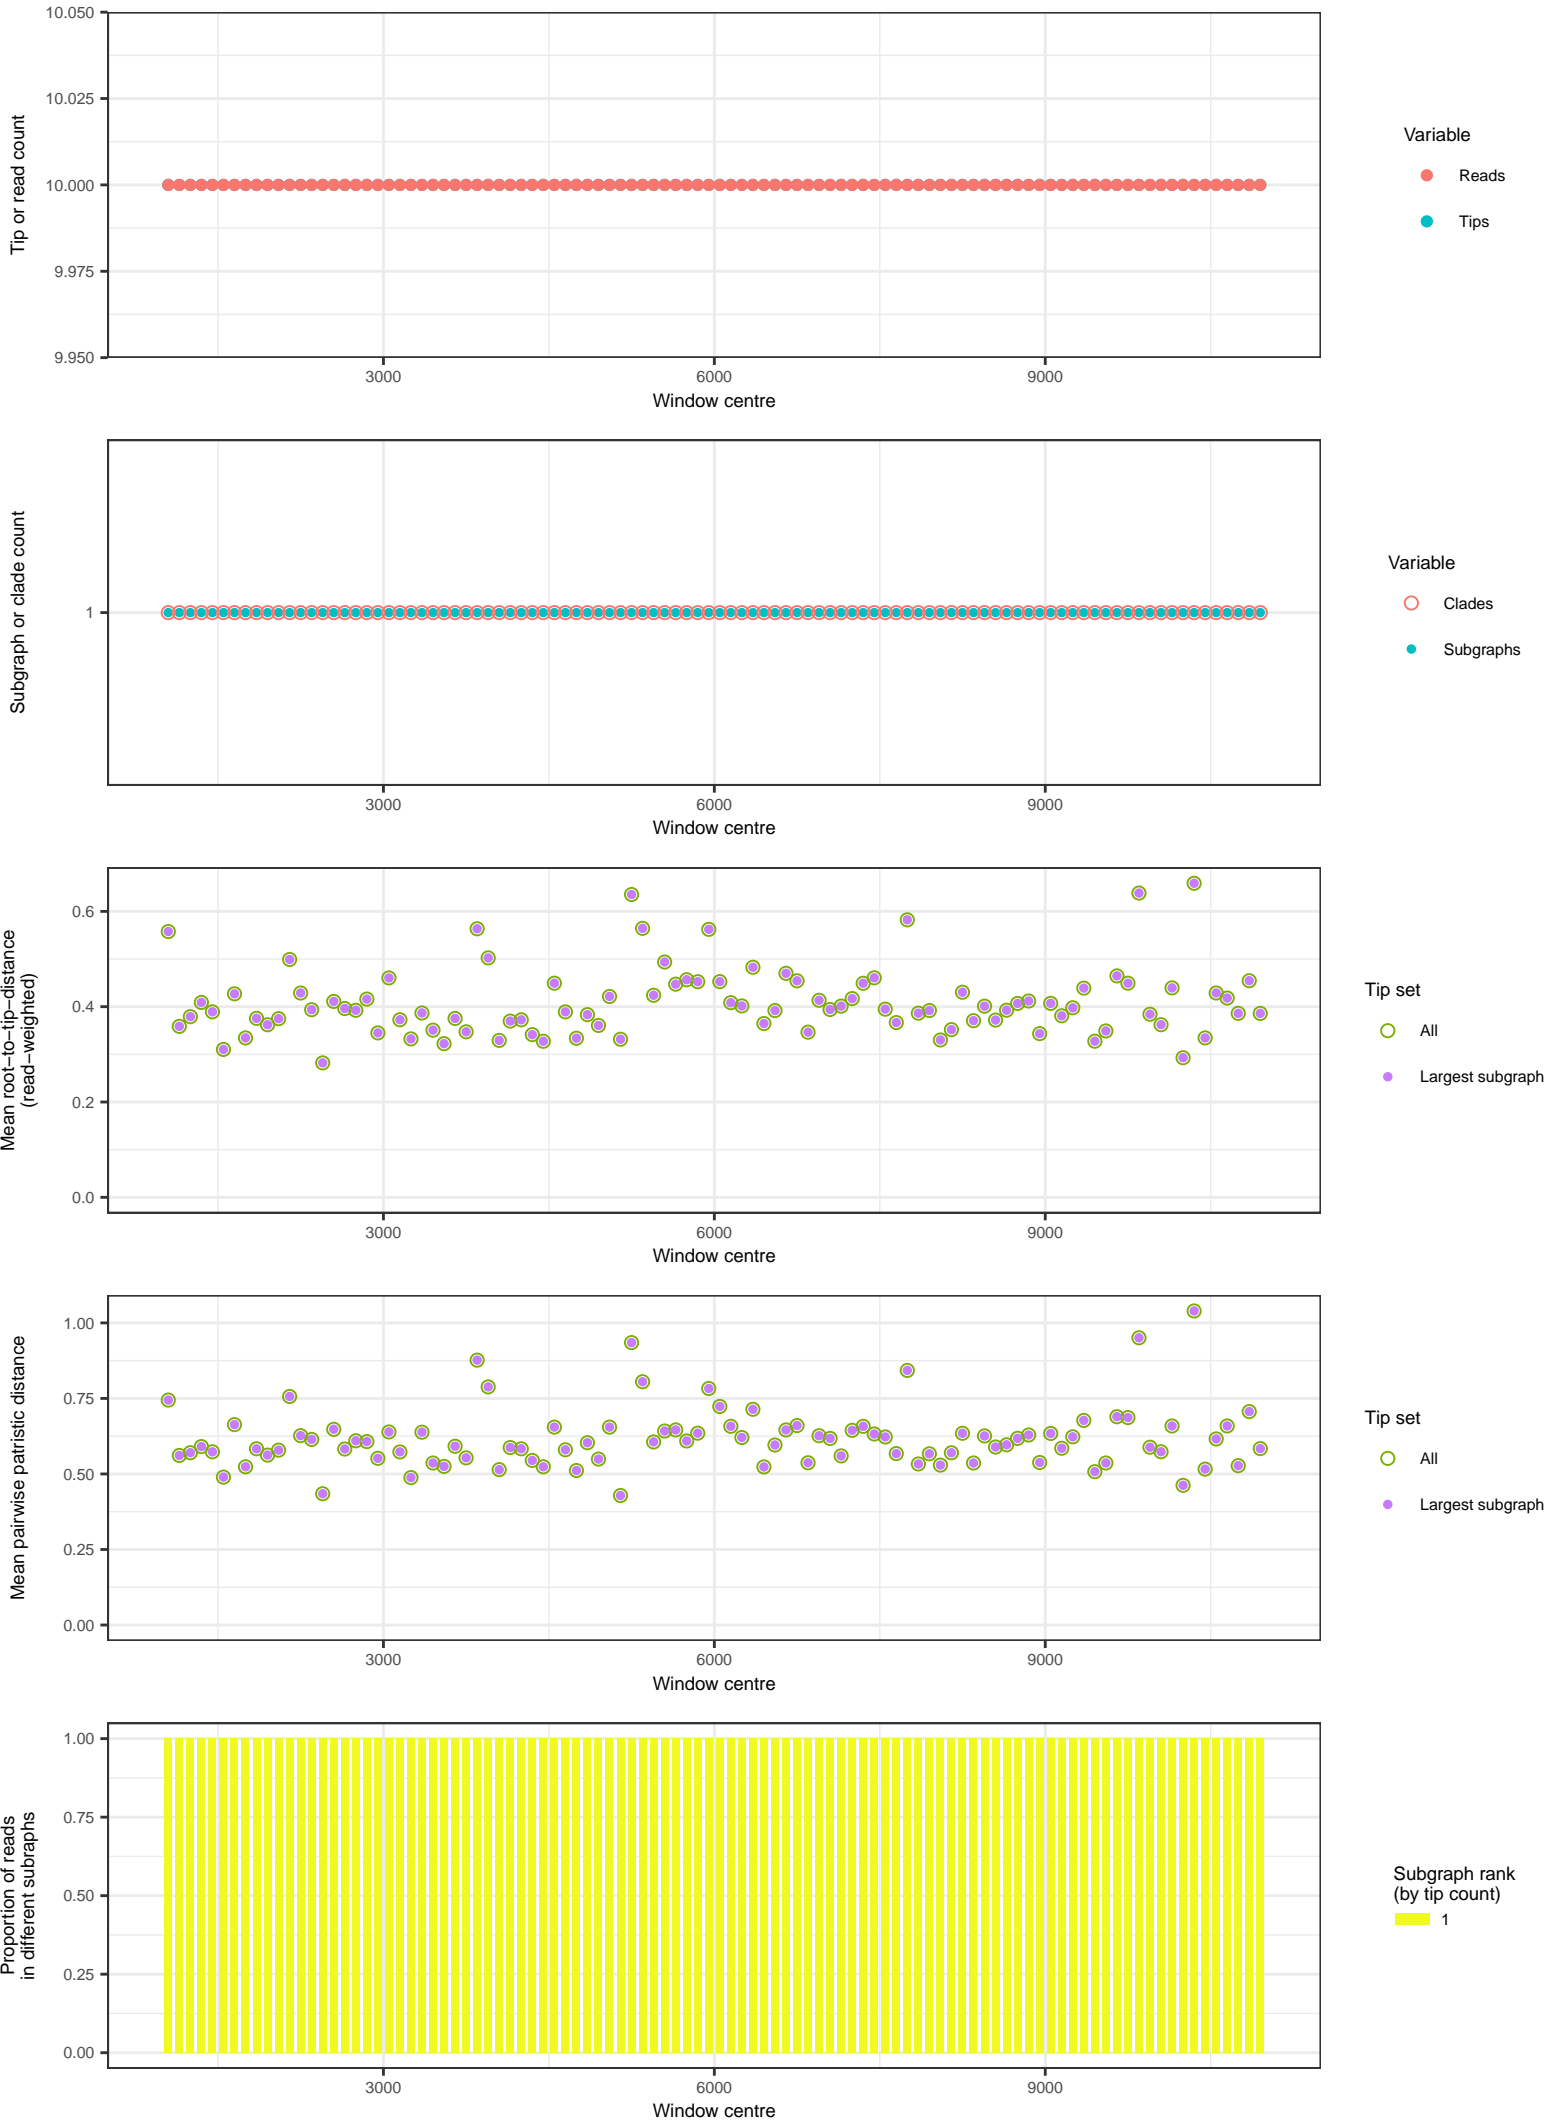 10.050
10.025
10.000
9.975
9.950
Tip or read count
3000 6000 9000
Window centre
Variable
Reads
Tips
1
Subgraph or clade count
3000 6000 9000
Window centre
Variable
Clades
Subgraphs
0.6
0.4
0.2
0.0
Mean root−to−tip−distance
(read−weighted)
3000 6000 9000
Window centre
Tip set
All
Largest subgraph
1.00
0.75
0.50
0.25
0.00
Mean pairwise patristic distance
3000 6000 9000
Window centre
Tip set
All
Largest subgraph
1.00
0.75
0.50
0.25
0.00
Proportion of reads
in different subraphs
3000 6000 9000
Window centre
Subgraph rank
(by tip count)
1